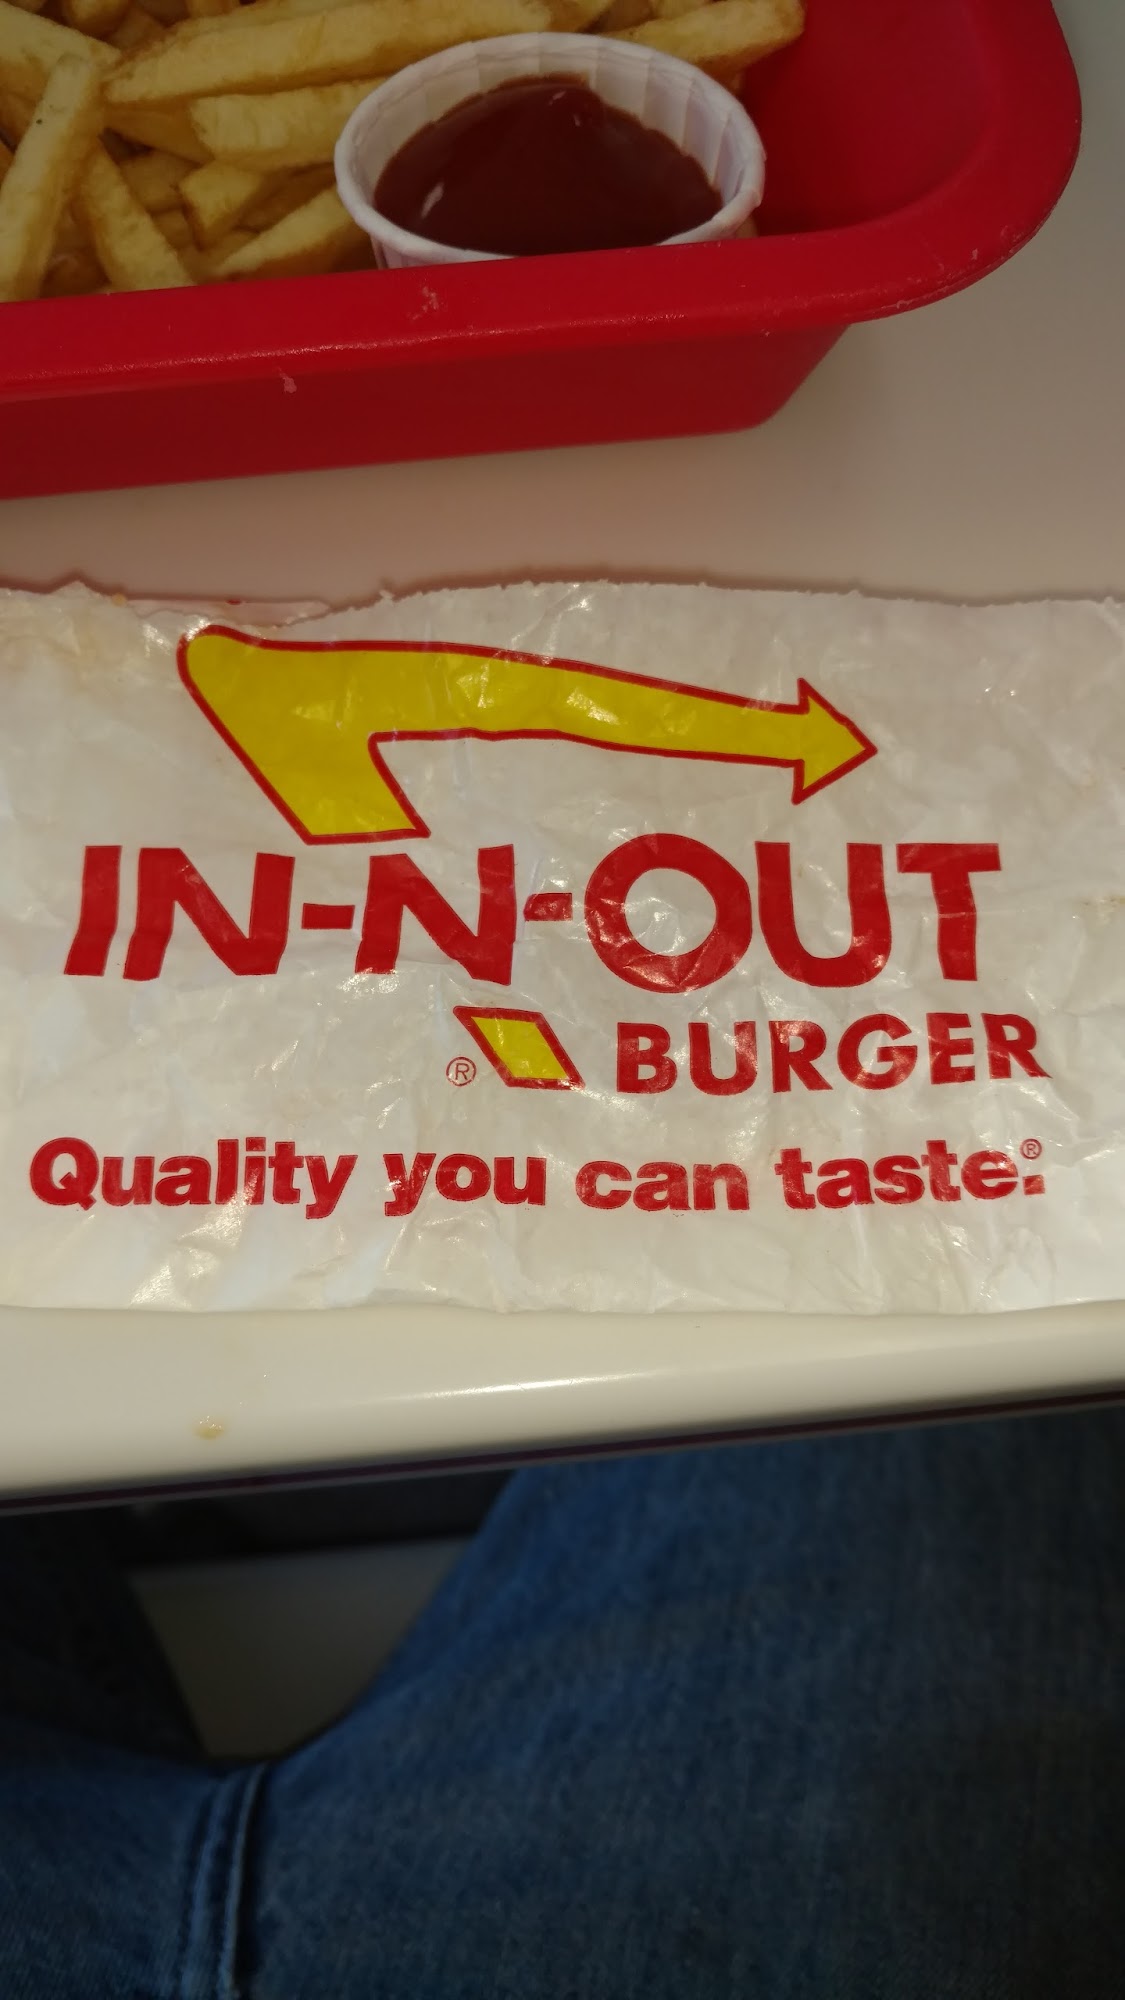 IN-N-OUT
® BURGER
Quality you can taste.®